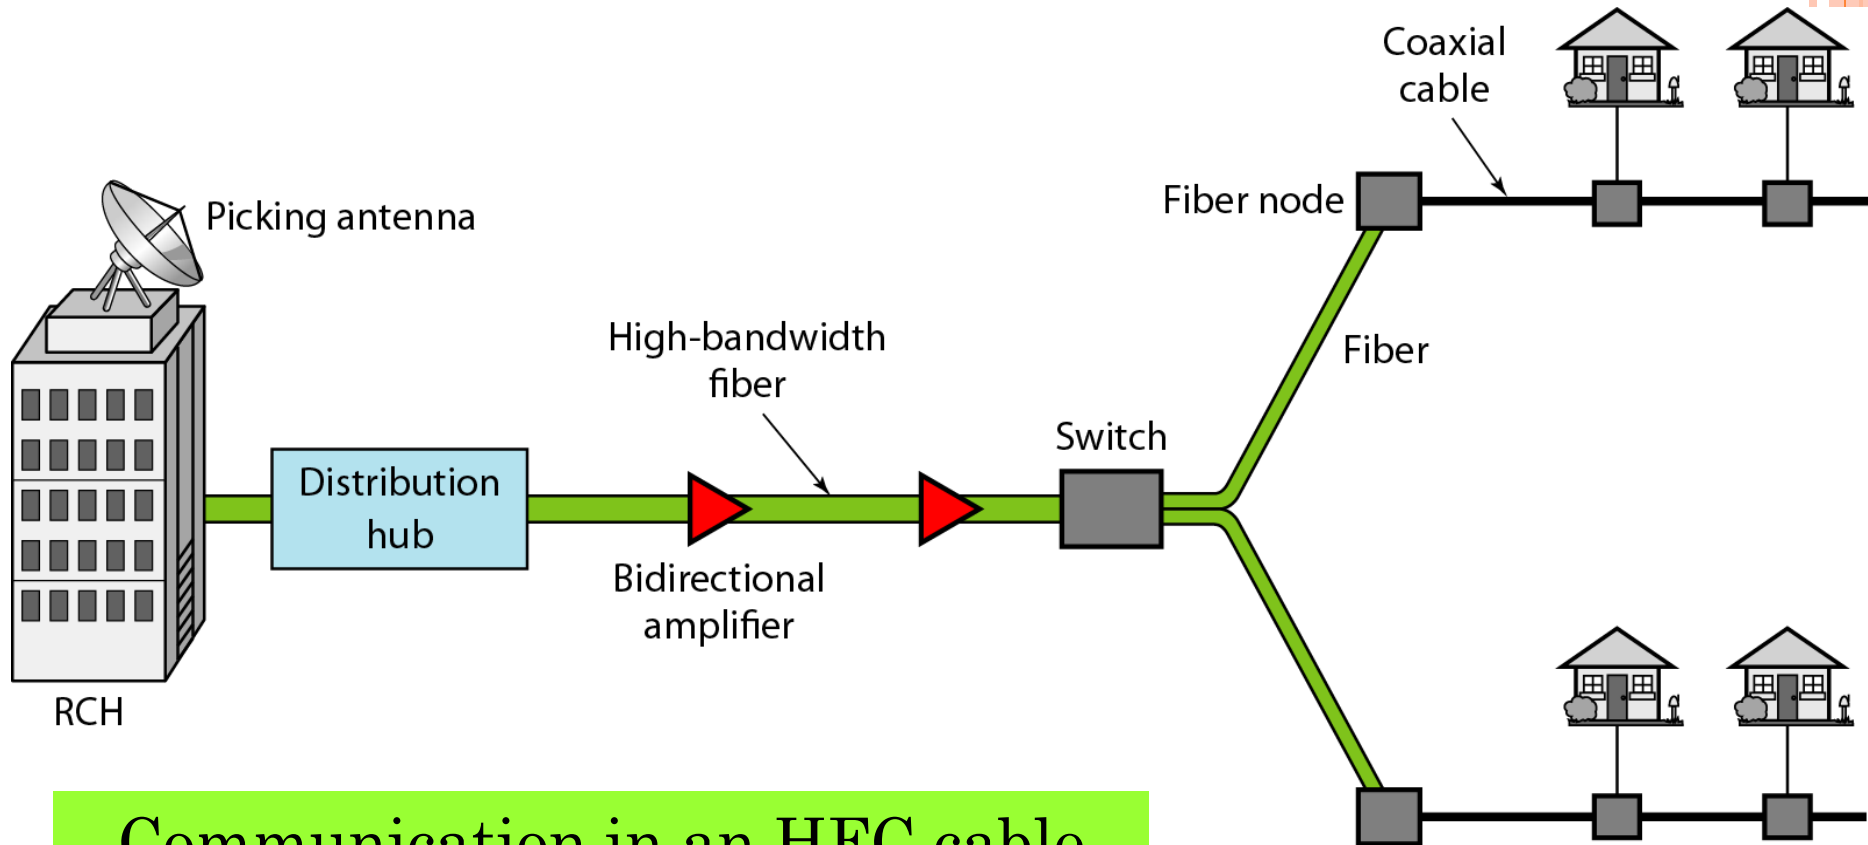 Coaxial
cable
Picking antenna
Fiber node
High-bandwidth
fiber
Fiber
Switch
Distribution
hub
Bidirectional
amplifier
RCH
Communication in an HFC cable